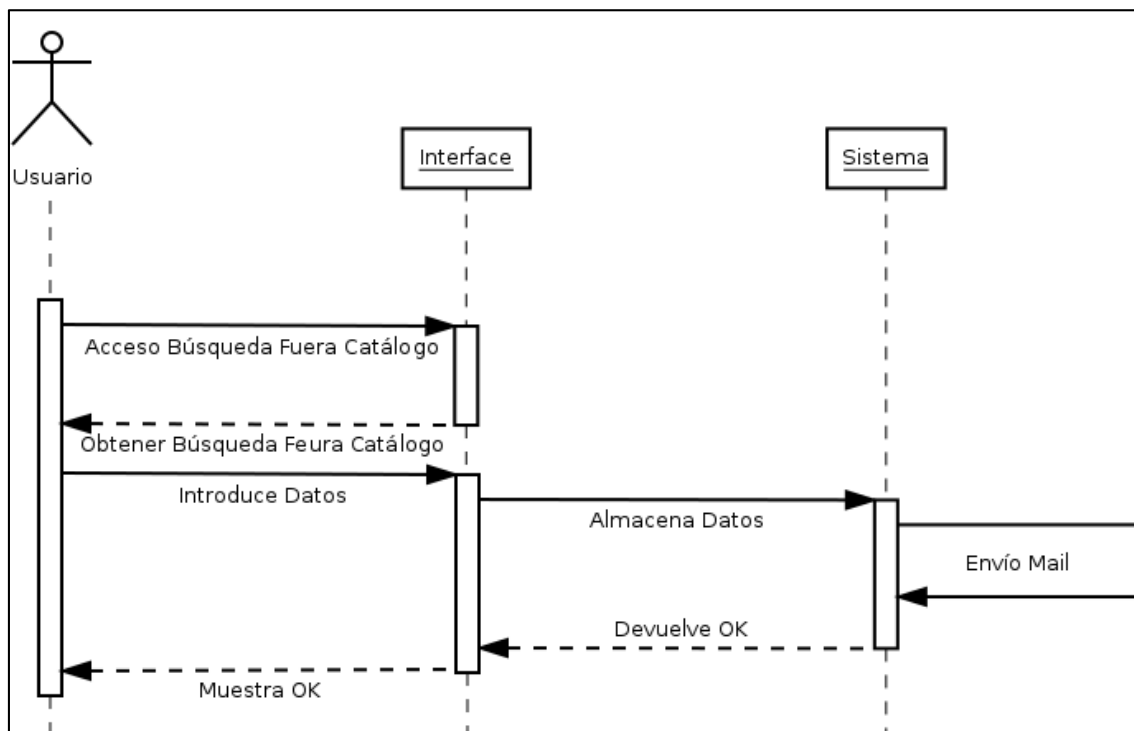 Usuario
Interface
Sistema
Acceso Búsqueda Fuera Catálogo
Obtener Búsqueda Feura Catálogo
Introduce Datos
Almacena Datos
Envío Mail
Devuelve OK
Muestra OK